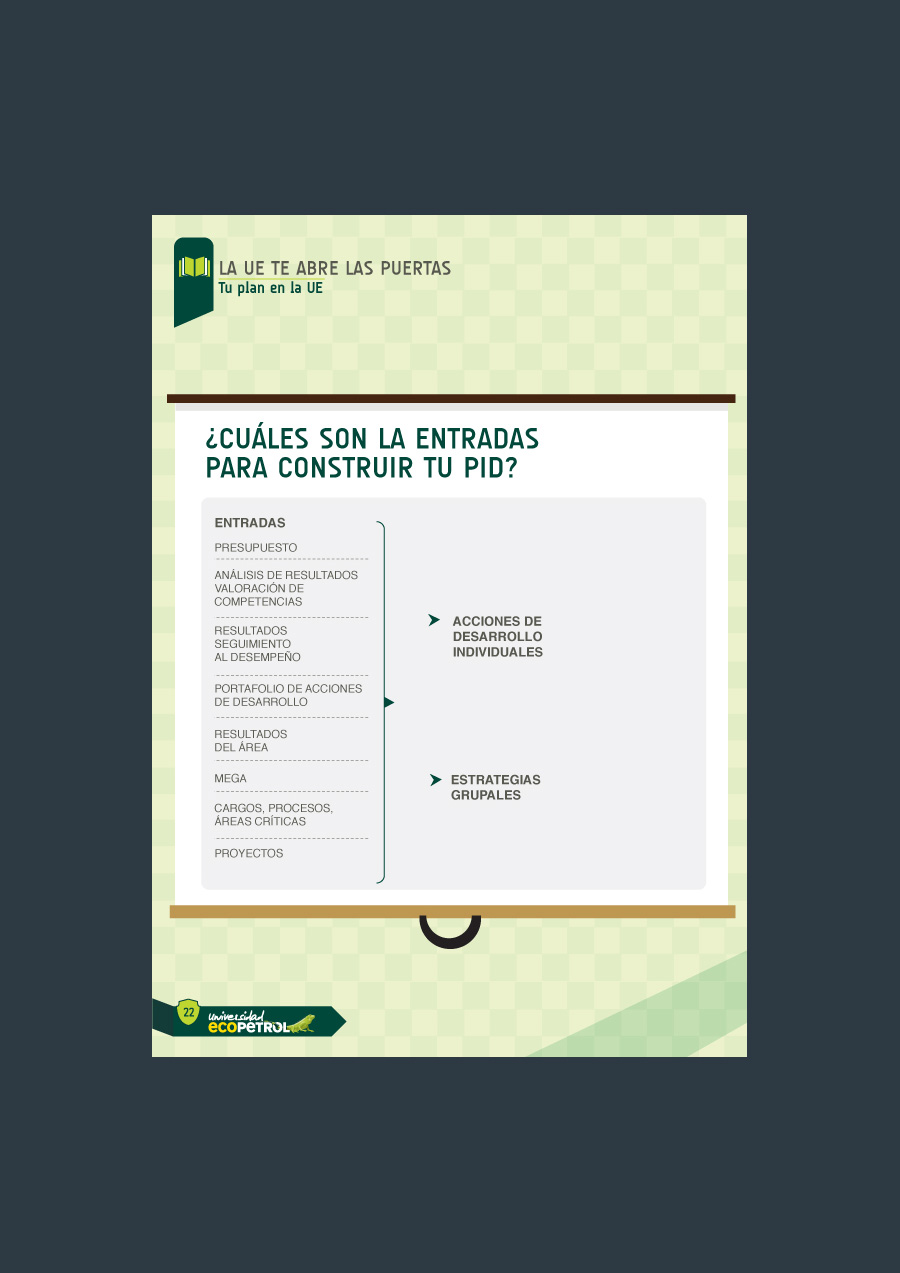 LA UE TE ABRE LAS PUERTAS
Tu plan en la UE
¿CUÁLES SON LA ENTRADAS
PARA CONSTRUIR TU PID?
ENTRADAS
PRESUPUESTO
ANÁLISIS DE RESULTADOS
VALORACIÓN DE
COMPETENCIAS
RESULTADOS
SEGUIMIENTO
AL DESEMPEÑO
PORTAFOLIO DE ACCIONES
DE DESARROLLO
RESULTADOS
DEL ÁREA
MEGA
CARGOS, PROCESOS,
ÁREAS CRÍTICAS
PROYECTOS
ACCIONES DE
DESARROLLO
INDIVIDUALES
ESTRATEGIAS
GRUPALES
22
universidad
ECOPETROL